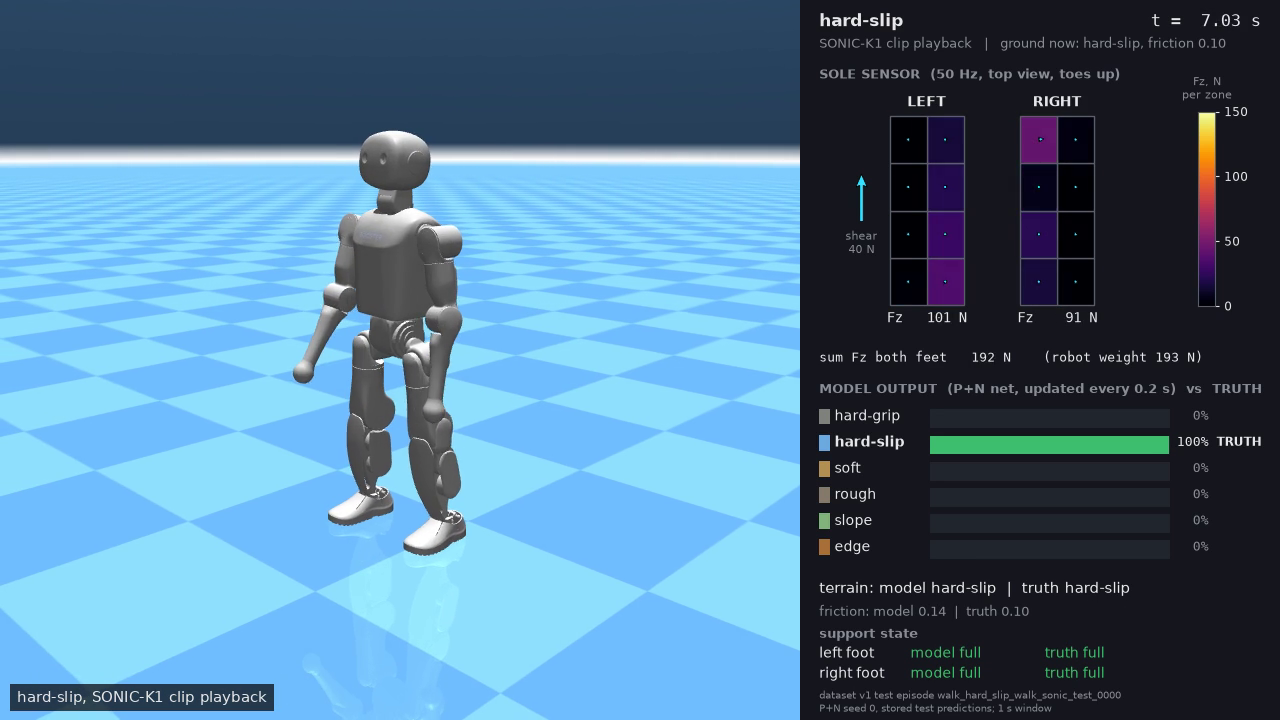 hard-slip
t = 7.03 s
SONIC-K1 clip playback | ground now: hard-slip, friction 0.10
SOLE SENSOR (50 Hz, top view, toes up)
Fz, N
per zone
LEFT
RIGHT
150
100
50
0
shear
40 N
Fz 101 N
Fz 91 N
sum Fz both feet 192 N (robot weight 193 N)
MODEL OUTPUT (P+N net, updated every 0.2 s) vs TRUTH
hard-grip 0%
hard-slip 100% TRUTH
soft 0%
rough 0%
slope 0%
edge 0%
terrain: model hard-slip | truth hard-slip
friction: model 0.14 | truth 0.10
support state
left foot model full truth full
right foot model full truth full
dataset v1 test episode walk_hard_slip_walk_sonic_test_0000
P+N seed 0, stored test predictions; 1 s window
hard-slip, SONIC-K1 clip playback